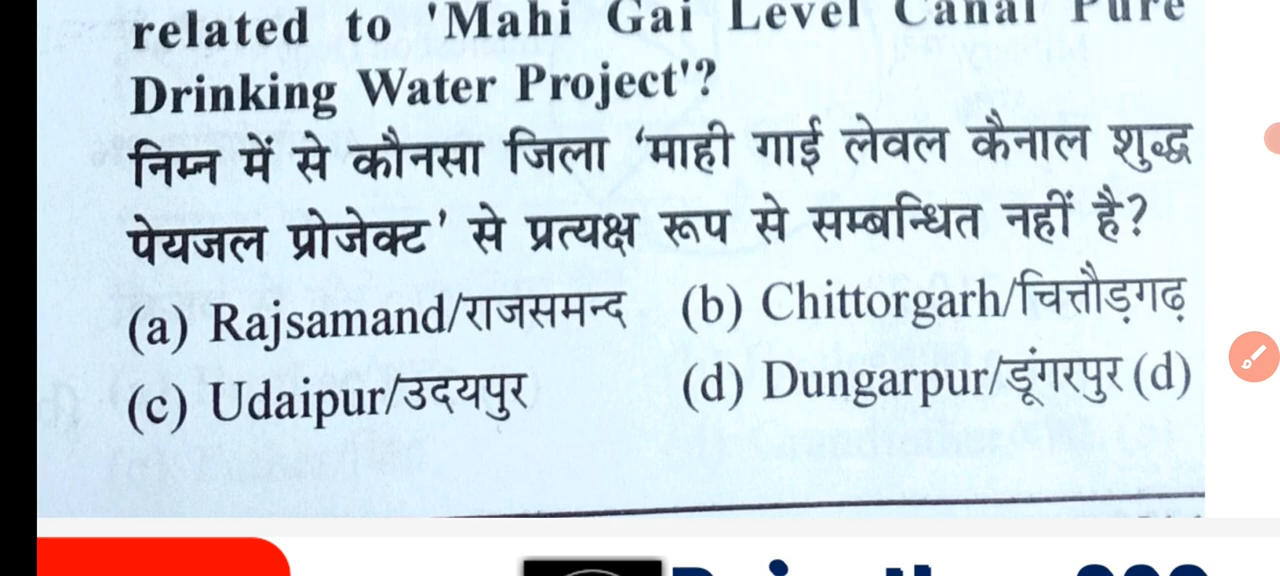 related to 'Mahi Gai Level Canal Pure
Drinking Water Project'?
निम्न में से कौनसा जिला ‘माही गाई लेवल कैनाल शुद्ध
पेयजल प्रोजेक्ट’ से प्रत्यक्ष रूप से सम्बन्धित नहीं है?
(a) Rajsamand/राजसमन्द (b) Chittorgarh/चित्तौड़गढ़
(c) Udaipur/उदयपुर (d) Dungarpur/डूंगरपुर (d)